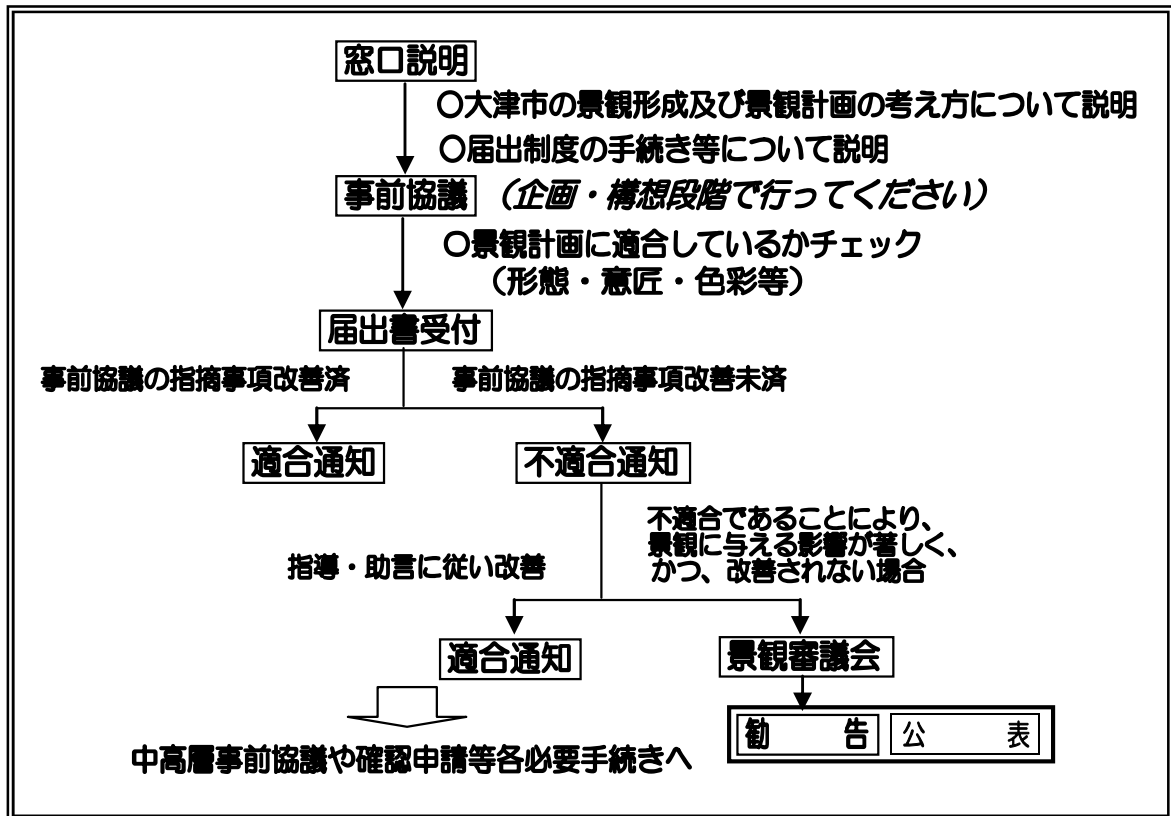 窓口説明
○大津市の景観形成及び景観計画の考え方について説明
○届出制度の手続き等について説明
事前協議 （企画・構想段階で行ってください）
○景観計画に適合しているかチェック
（形態・意匠・色彩等）
届出書受付
事前協議の指摘事項改善済 事前協議の指摘事項改善未済
適合通知 不適合通知
不適合であることにより、
景観に与える影響が著しく、
かつ、改善されない場合
指導・助言に従い改善
適合通知 景観審議会
勧 告 公 表
中高層事前協議や確認申請等各必要手続きへ